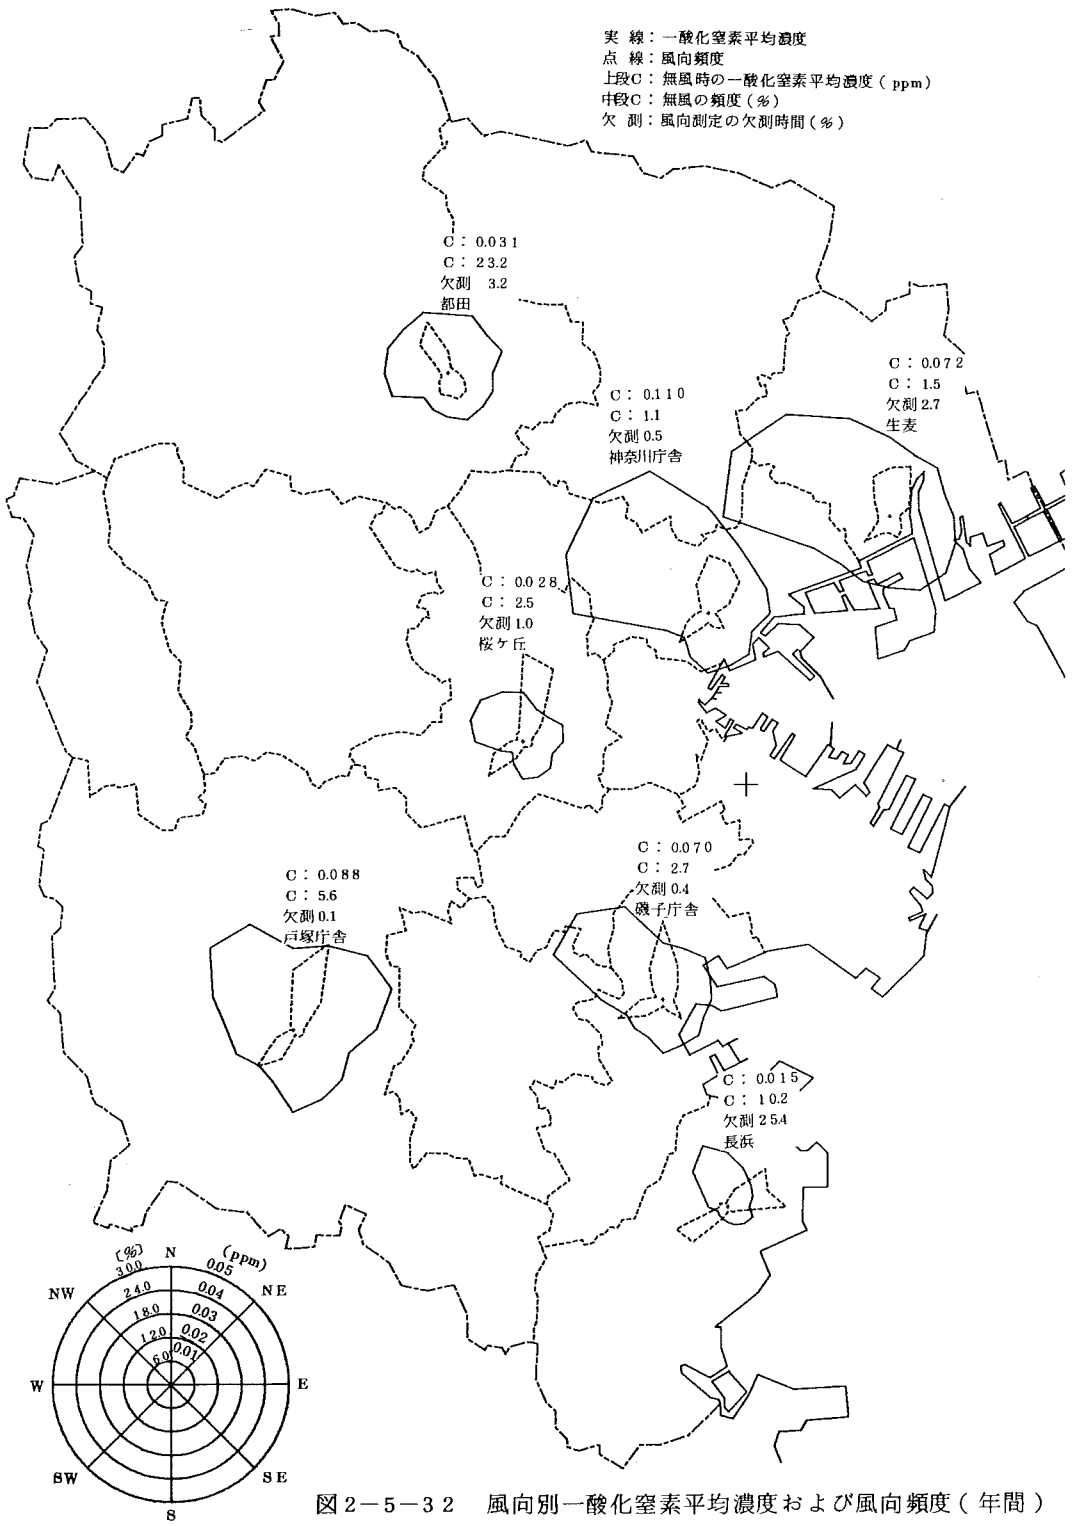 実線：一酸化窒素平均濃度
点線：風向頻度
上段C：無風時の一酸化窒素平均濃度（ppm）
中段C：無風の頻度（％）
欠測：風向測定の欠測時間（％）
C：0.031
C：23.2
欠測 3.2
都田
C：0.072
C：1.5
欠測 2.7
生麦
C：0.110
C：1.1
欠測 0.5
神奈川庁舎
C：0.028
C：2.5
欠測 1.0
桜ケ丘
C：0.070
C：2.7
欠測 0.4
磯子庁舎
C：0.088
C：5.6
欠測 0.1
戸塚庁舎
C：0.015
C：10.2
欠測 25.4
長浜
[%] N (ppm)
30.0 0.05
NW 24.0 0.04 NE
18.0 0.03
12.0 0.02
6.0 0.01
W E
SW SE
S
図2－5－32 風向別一酸化窒素平均濃度および風向頻度（年間）